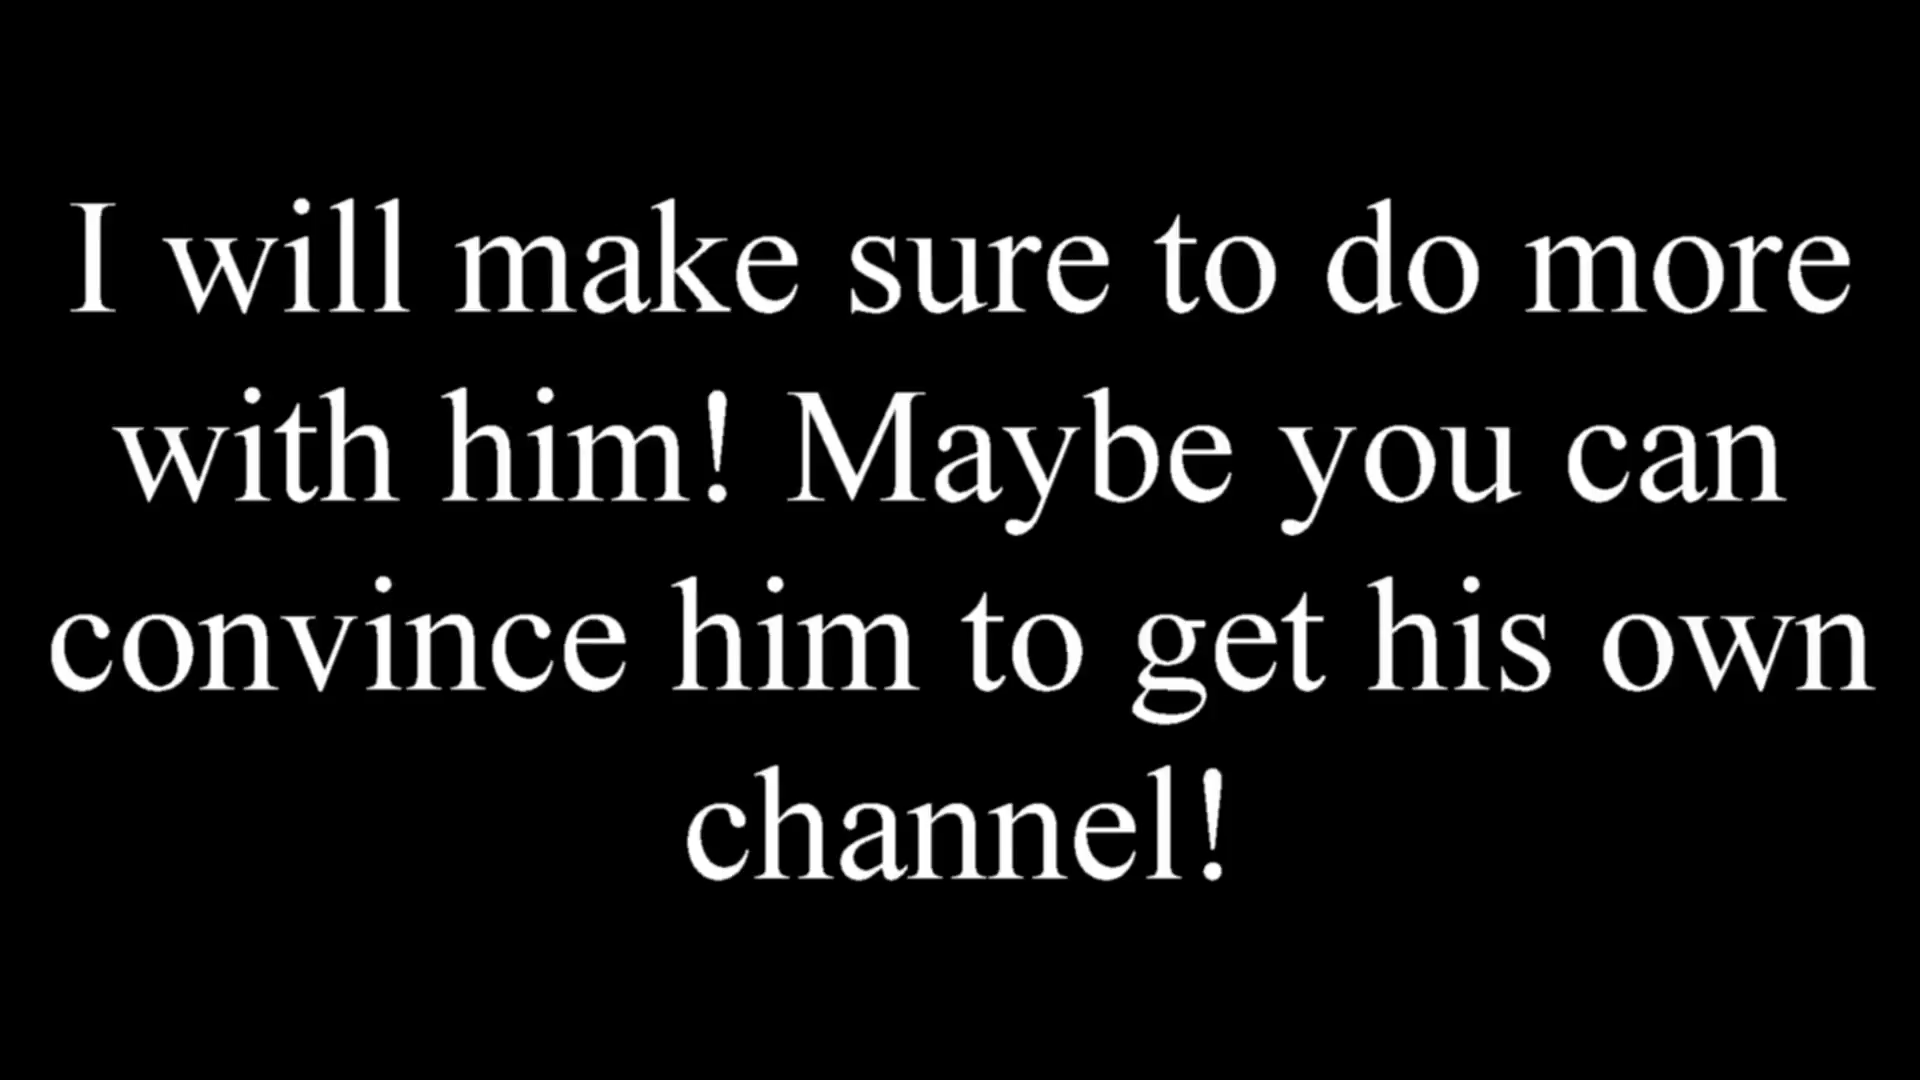 I will make sure to do more
with him! Maybe you can
convince him to get his own
channel!